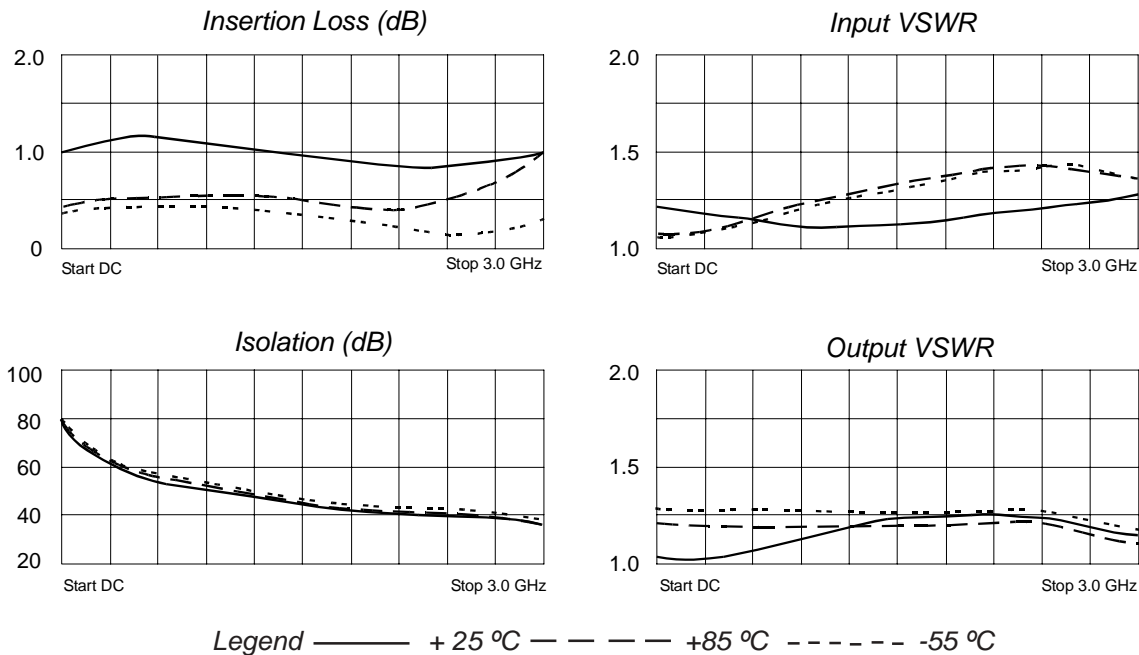 Insertion Loss (dB)
2.0
1.0
0
Start DC
Stop 3.0 GHz
Input VSWR
2.0
1.5
1.0
Start DC
Stop 3.0 GHz
Isolation (dB)
100
80
60
40
20
Start DC
Stop 3.0 GHz
Output VSWR
2.0
1.5
1.0
Start DC
Stop 3.0 GHz
Legend + 25 ºC +85 ºC -55 ºC